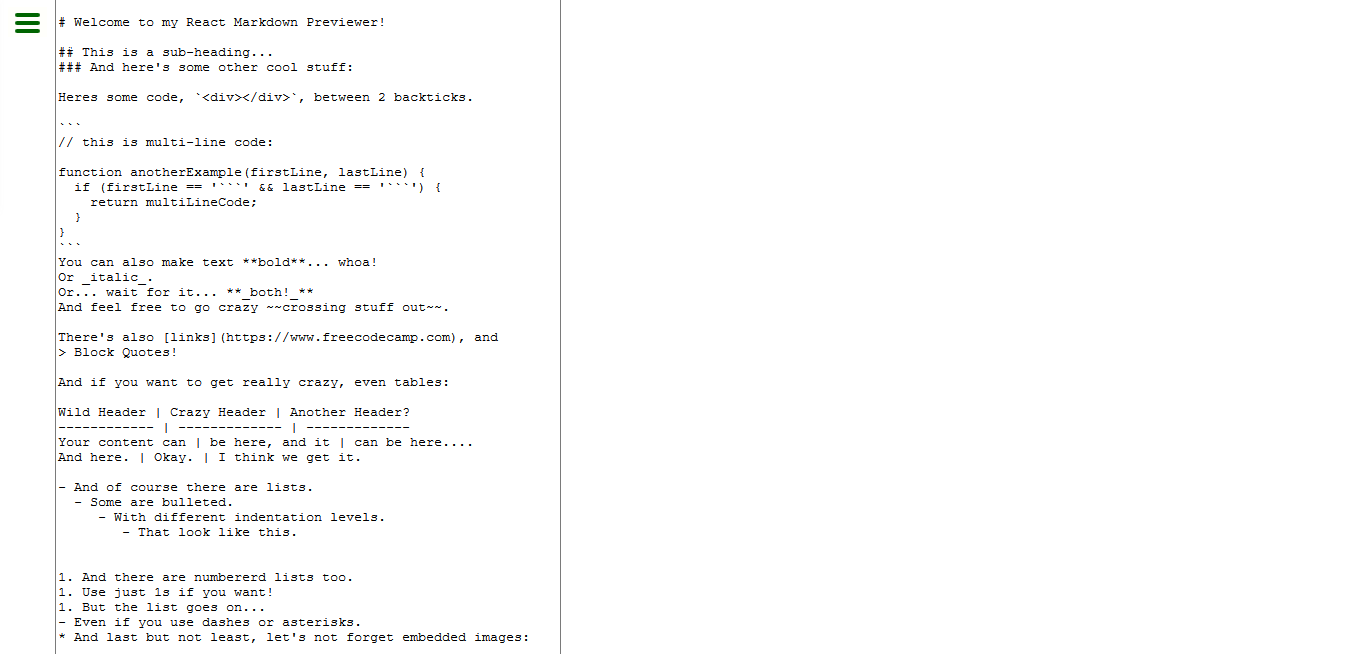 # Welcome to my React Markdown Previewer!
## This is a sub-heading...
### And here's some other cool stuff:
Heres some code, `<div></div>`, between 2 backticks.
```
// this is multi-line code:
function anotherExample(firstLine, lastLine) {
  if (firstLine == '```' && lastLine == '```') {
    return multiLineCode;
  }
}
```
You can also make text **bold**... whoa!
Or _italic_.
Or... wait for it... **_both!_**
And feel free to go crazy ~~crossing stuff out~~.
There's also [links](https://www.freecodecamp.com), and
> Block Quotes!
And if you want to get really crazy, even tables:
Wild Header | Crazy Header | Another Header?
------------ | ------------- | -------------
Your content can | be here, and it | can be here....
And here. | Okay. | I think we get it.
- And of course there are lists.
  - Some are bulleted.
     - With different indentation levels.
        - That look like this.
1. And there are numbererd lists too.
1. Use just 1s if you want!
1. But the list goes on...
- Even if you use dashes or asterisks.
* And last but not least, let's not forget embedded images: